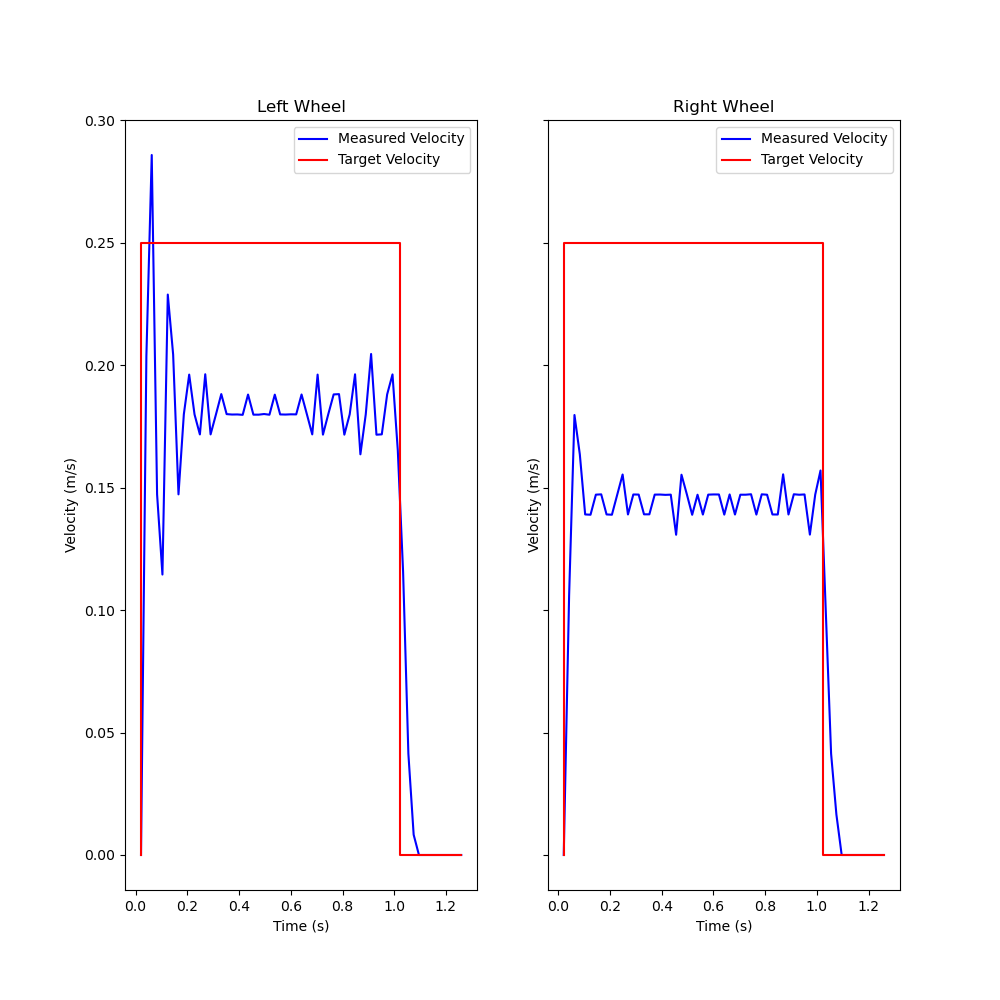 Left Wheel
Measured Velocity
Target Velocity
0.30
0.25
0.20
0.15
0.10
0.05
0.00
Velocity (m/s)
0.0 0.2 0.4 0.6 0.8 1.0 1.2
Time (s)
Right Wheel
Measured Velocity
Target Velocity
Velocity (m/s)
0.0 0.2 0.4 0.6 0.8 1.0 1.2
Time (s)